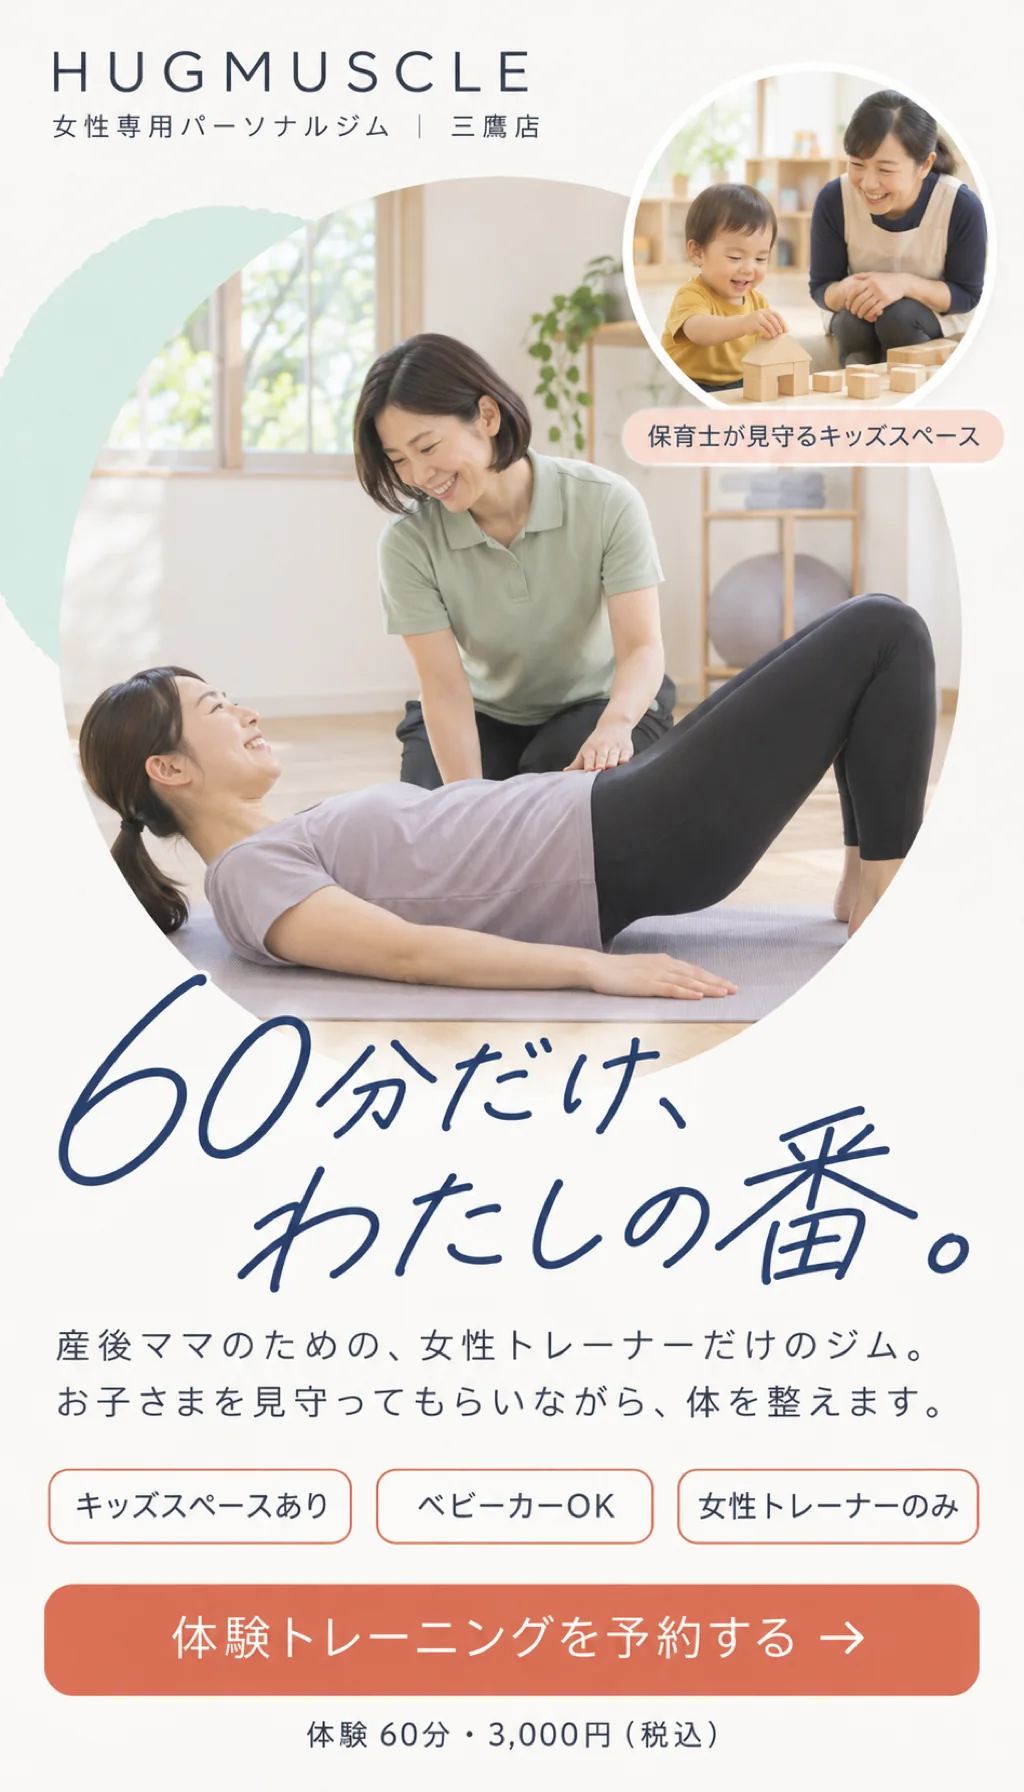 HUGMUSCLE
女性専用パーソナルジム | 三鷹店
保育士が見守るキッズスペース
60分だけ、
わたしの番。
産後ママのための、女性トレーナーだけのジム。
お子さまを見守ってもらいながら、体を整えます。
キッズスペースあり
ベビーカーOK
女性トレーナーのみ
体験トレーニングを予約する →
体験 60分・3,000円(税込)